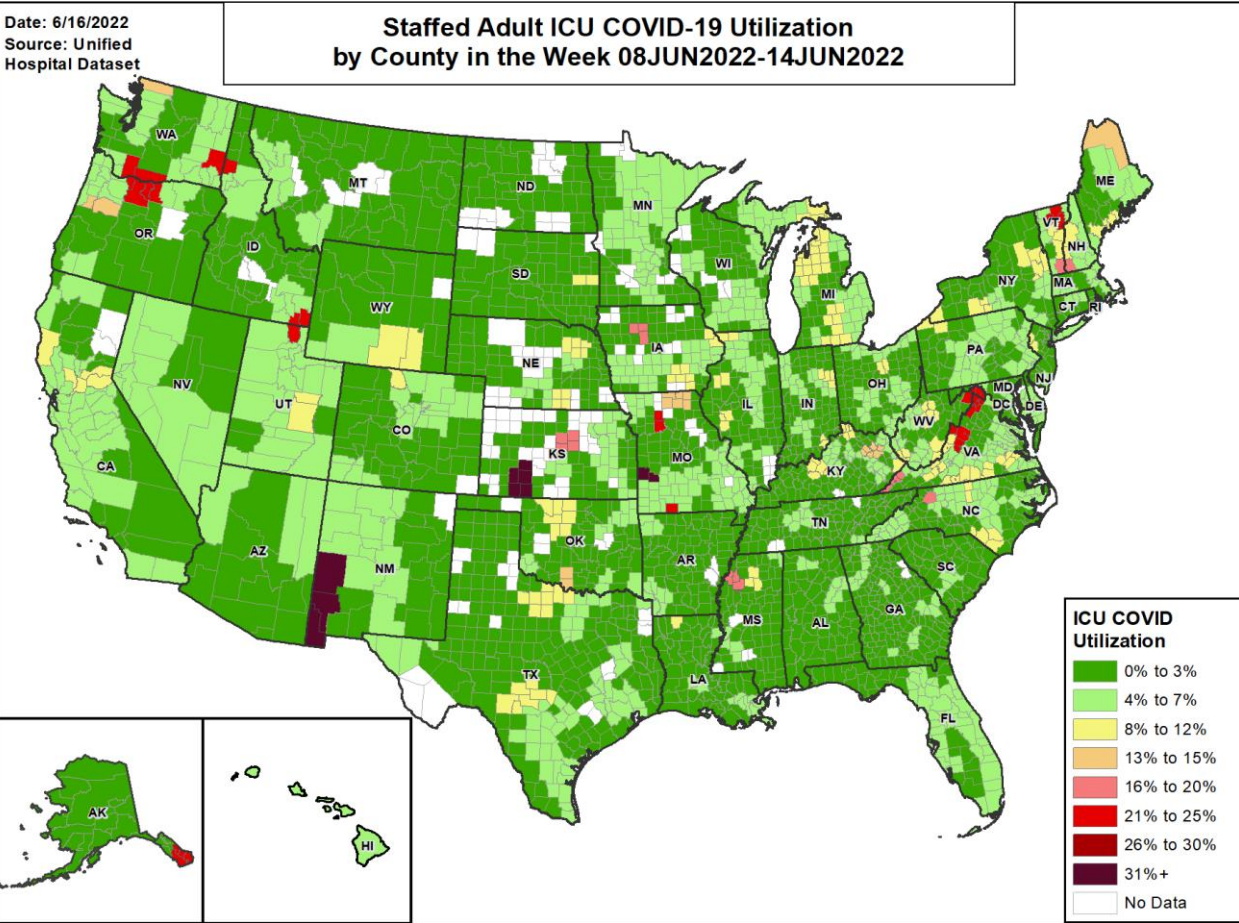 Date: 6/16/2022
Source: Unified
Hospital Dataset
Staffed Adult ICU COVID-19 Utilization
by County in the Week 08JUN2022-14JUN2022
WA
MT
ND
MN
ME
VT
NH
OR
ID
SD
WI
NY
MA
CT
RI
WY
MI
IA
PA
NE
NV
UT
OH
NJ
MD
DC
DE
IL
IN
CO
WV
KS
MO
VA
CA
KY
NC
TN
OK
AZ
NM
AR
SC
MS
AL
GA
TX
LA
FL
AK
HI
ICU COVID
Utilization
0% to 3%
4% to 7%
8% to 12%
13% to 15%
16% to 20%
21% to 25%
26% to 30%
31%+
No Data